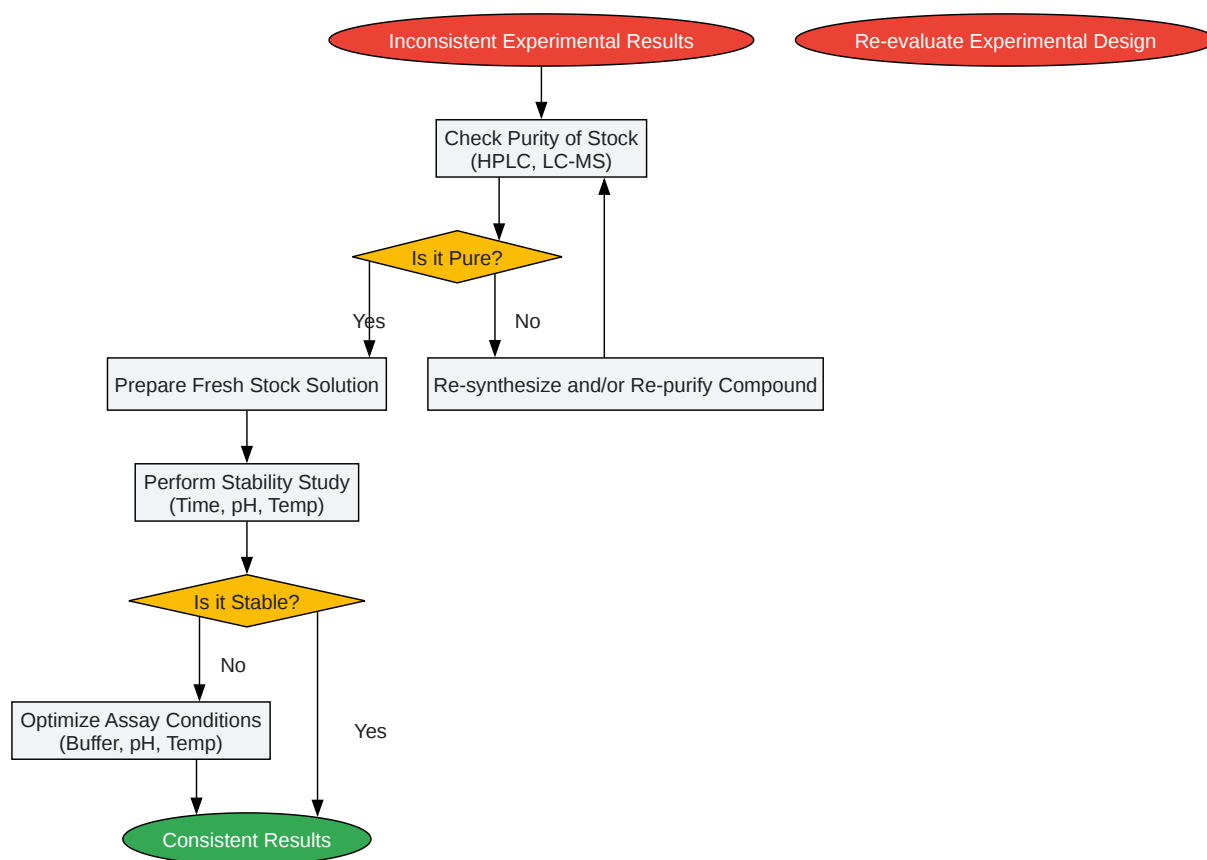 Inconsistent Experimental Results
Re-evaluate Experimental Design
Check Purity of Stock
(HPLC, LC-MS)
Is it Pure?
Yes
No
Prepare Fresh Stock Solution
Re-synthesize and/or Re-purify Compound
Perform Stability Study
(Time, pH, Temp)
Is it Stable?
No
Optimize Assay Conditions
(Buffer, pH, Temp)
Yes
Consistent Results